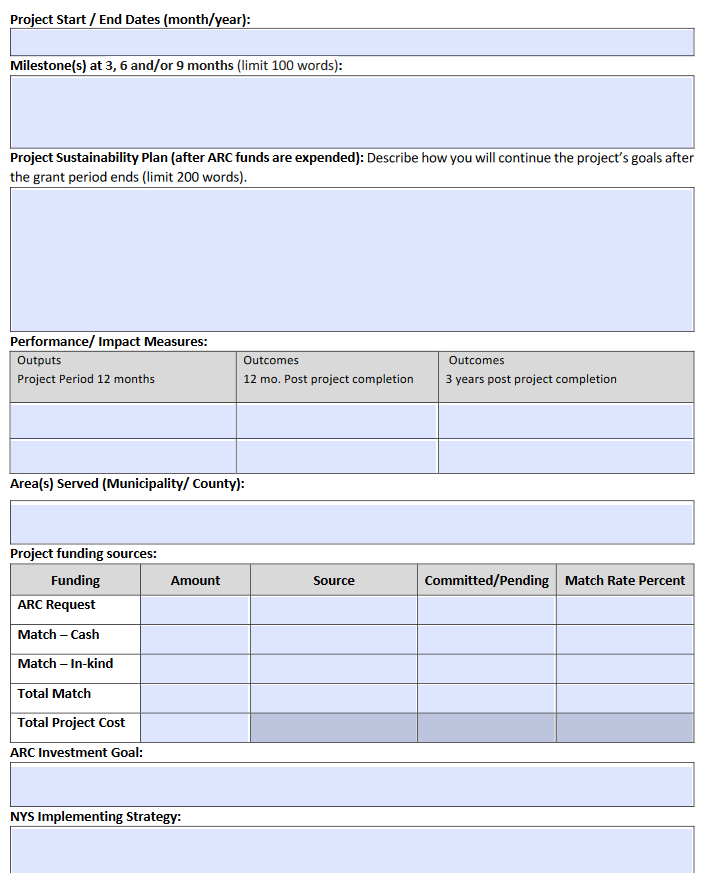 Project Start / End Dates (month/year):
Milestone(s) at 3, 6 and/or 9 months (limit 100 words):
Project Sustainability Plan (after ARC funds are expended): Describe how you will continue the project's goals after
the grant period ends (limit 200 words).
Performance/ Impact Measures:
Outputs Outcomes Outcomes
Project Period 12 months 12 mo. Post project completion 3 years post project completion
Area(s) Served (Municipality/ County):
Project funding sources:
Funding Amount Source Committed/Pending Match Rate Percent
ARC Request
Match – Cash
Match – In-kind
Total Match
Total Project Cost
ARC Investment Goal:
NYS Implementing Strategy: